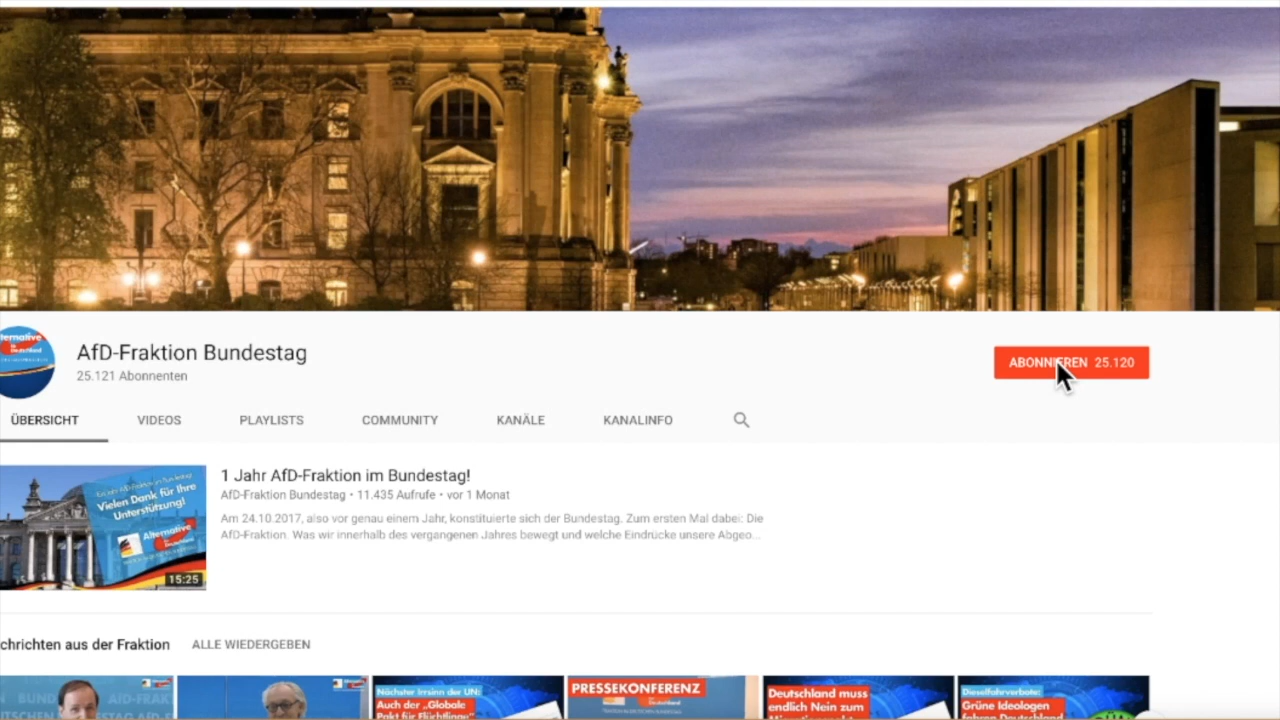 AfD-Fraktion Bundestag
25.121 Abonnenten
ABONNIEREN 25.120
ÜBERSICHT VIDEOS PLAYLISTS COMMUNITY KANÄLE KANALINFO
1 Jahr AfD-Fraktion im Bundestag!
AfD-Fraktion Bundestag • 11.435 Aufrufe • vor 1 Monat
Am 24.10.2017, also vor genau einem Jahr, konstituierte sich der Bundestag. Zum ersten Mal dabei: Die
AfD-Fraktion. Was wir innerhalb des vergangenen Jahres bewegt und welche Eindrücke unsere Abgeo...
Vielen Dank für Ihre
Unterstützung!
Alternative
15:25
chrichten aus der Fraktion ALLE WIEDERGEBEN
Nächster Irrsinn der UN:
Auch der „Globale
Pakt für Flüchtlinge"
PRESSEKONFERENZ
Deutschland muss
endlich Nein zum
Dieselfahrverbote:
Grüne Ideologen
fahren Deutschland